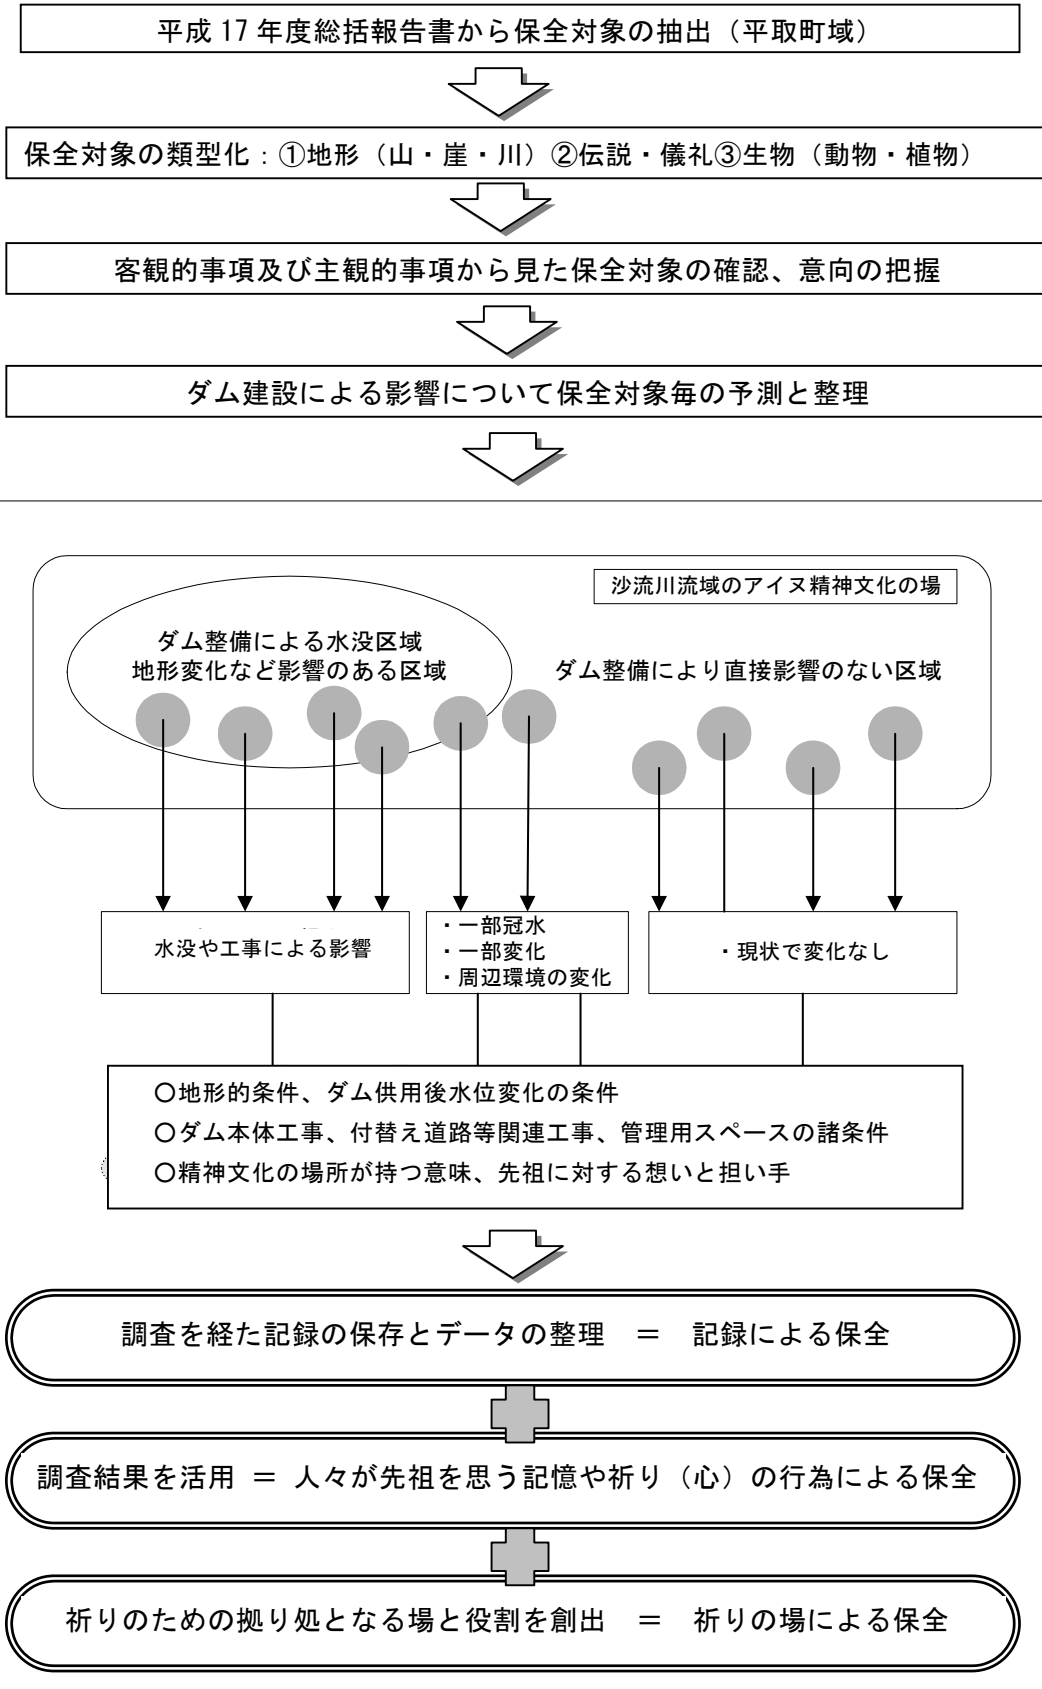 平成 17 年度総括報告書から保全対象の抽出（平取町域）
保全対象の類型化：①地形（山・崖・川）②伝説・儀礼③生物（動物・植物）
客観的事項及び主観的事項から見た保全対象の確認、意向の把握
ダム建設による影響について保全対象毎の予測と整理
沙流川流域のアイヌ精神文化の場
ダム整備による水没区域
地形変化など影響のある区域
ダム整備により直接影響のない区域
水没や工事による影響
・一部冠水
・一部変化
・周辺環境の変化
・現状で変化なし
○地形的条件、ダム供用後水位変化の条件
○ダム本体工事、付替え道路等関連工事、管理用スペースの諸条件
○精神文化の場所が持つ意味、先祖に対する想いと担い手
調査を経た記録の保存とデータの整理　＝　記録による保全
調査結果を活用 ＝ 人々が先祖を思う記憶や祈り（心）の行為による保全
祈りのための拠り処となる場と役割を創出　＝　祈りの場による保全